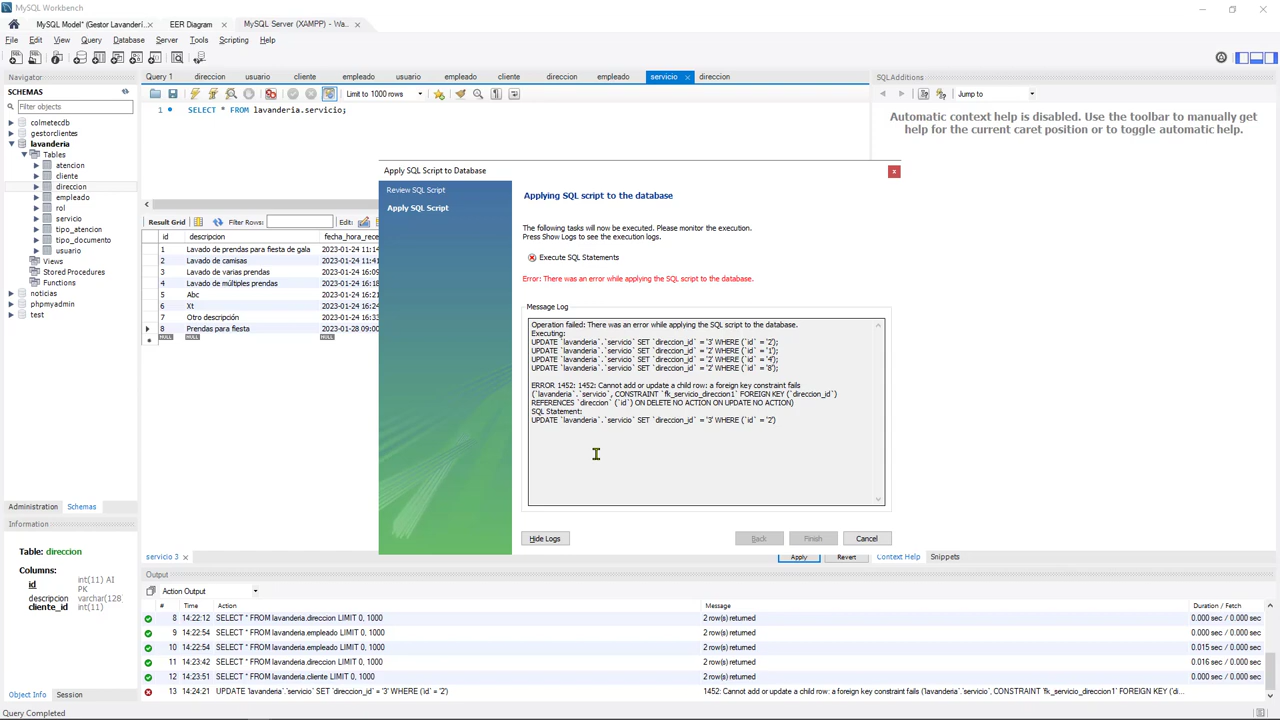 MySQL Workbench
MySQL Model* (Gestor Lavanderí...
EER Diagram
MySQL Server (XAMPP) - Wa...
File Edit View Query Database Server Tools Scripting Help
Navigator
SCHEMAS
Filter objects
colmetecdb
gestorclientes
lavanderia
Tables
atencion
cliente
direccion
empleado
rol
servicio
tipo_atencion
tipo_documento
usuario
Views
Stored Procedures
Functions
noticias
phpmyadmin
test
Administration Schemas
Information
Table: direccion
Columns:
id int(11) AI PK
descripcion varchar(128
cliente_id int(11)
Object Info Session
Query Completed
Query 1 direccion usuario cliente empleado usuario empleado cliente direccion empleado servicio direccion
Limit to 1000 rows
1 SELECT * FROM lavanderia.servicio;
Result Grid Filter Rows: Edit:
id descripcion fecha_hora_rece
1 Lavado de prendas para fiesta de gala 2023-01-24 11:14
2 Lavado de camisas 2023-01-24 11:41
3 Lavado de varias prendas 2023-01-24 16:09
4 Lavado de múltiples prendas 2023-01-24 16:18
5 Abc 2023-01-24 16:21
6 Xt 2023-01-24 16:24
7 Otro descripción 2023-01-24 16:33
8 Prendas para fiesta 2023-01-28 09:00
NULL NULL NULL
servicio 3
Apply Revert
SQLAdditions
Jump to
Automatic context help is disabled. Use the toolbar to manually get
help for the current caret position or to toggle automatic help.
Context Help Snippets
Apply SQL Script to Database
Review SQL Script
Apply SQL Script
Applying SQL script to the database
The following tasks will now be executed. Please monitor the execution.
Press Show Logs to see the execution logs.
Execute SQL Statements
Error: There was an error while applying the SQL script to the database.
Message Log
Operation failed: There was an error while applying the SQL script to the database.
Executing:
UPDATE `lavanderia`.`servicio` SET `direccion_id` = '3' WHERE (`id` = '2');
UPDATE `lavanderia`.`servicio` SET `direccion_id` = '2' WHERE (`id` = '1');
UPDATE `lavanderia`.`servicio` SET `direccion_id` = '2' WHERE (`id` = '4');
UPDATE `lavanderia`.`servicio` SET `direccion_id` = '2' WHERE (`id` = '8');
ERROR 1452: 1452: Cannot add or update a child row: a foreign key constraint fails
(`lavanderia`.`servicio`, CONSTRAINT `fk_servicio_direccion1` FOREIGN KEY (`direccion_id`)
REFERENCES `direccion` (`id`) ON DELETE NO ACTION ON UPDATE NO ACTION)
SQL Statement:
UPDATE `lavanderia`.`servicio` SET `direccion_id` = '3' WHERE (`id` = '2')
Hide Logs Back Finish Cancel
Output
Action Output
# Time Action Message Duration / Fetch
8 14:22:12 SELECT * FROM lavanderia.direccion LIMIT 0, 1000 2 row(s) returned 0.000 sec / 0.000 sec
9 14:22:54 SELECT * FROM lavanderia.empleado LIMIT 0, 1000 2 row(s) returned 0.000 sec / 0.000 sec
10 14:22:54 SELECT * FROM lavanderia.empleado LIMIT 0, 1000 2 row(s) returned 0.015 sec / 0.000 sec
11 14:23:42 SELECT * FROM lavanderia.direccion LIMIT 0, 1000 2 row(s) returned 0.016 sec / 0.000 sec
12 14:23:51 SELECT * FROM lavanderia.cliente LIMIT 0, 1000 2 row(s) returned 0.000 sec / 0.000 sec
13 14:24:21 UPDATE `lavanderia`.`servicio` SET `direccion_id` = '3' WHERE (`id` = '2') 1452: Cannot add or update a child row: a foreign key constraint fails (`lavanderia`.`servicio`, CONSTRAINT `fk_servicio_direccion1` FOREIGN KEY (`di...